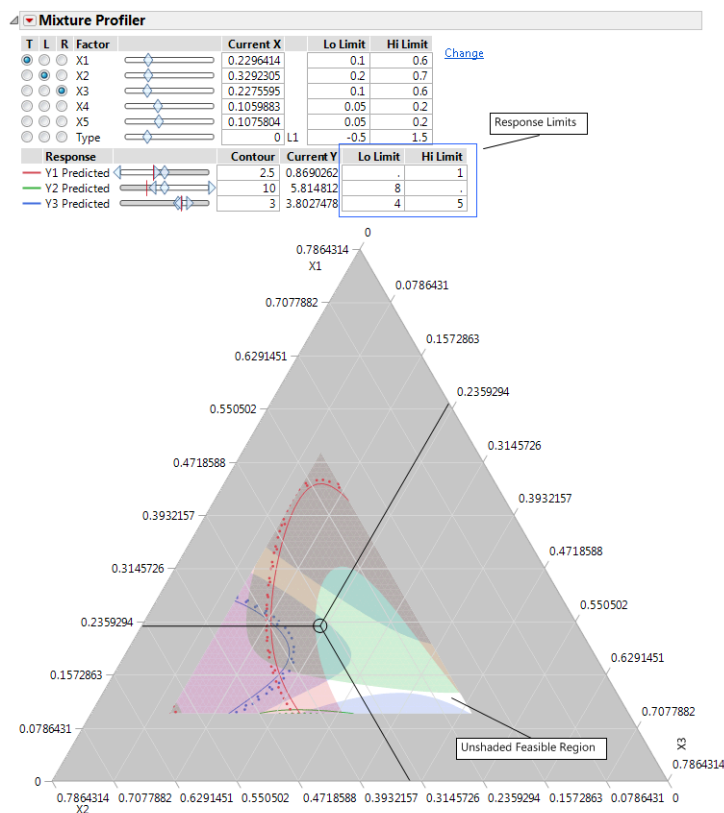 Mixture Profiler
T L R Factor Current X Lo Limit Hi Limit
X1 0.2296414 0.1 0.6 Change
X2 0.3292305 0.2 0.7
X3 0.2275595 0.1 0.6
X4 0.1059883 0.05 0.2
X5 0.1075804 0.05 0.2
Type 0 L1 -0.5 1.5
Response Limits
Response Contour Current Y Lo Limit Hi Limit
Y1 Predicted 2.5 0.8690262 . 1
Y2 Predicted 10 5.814812 8 .
Y3 Predicted 3 3.8027478 4 5
0
0.7864314
X1
0.0786431
0.7077882
0.1572863
0.6291451
0.2359294
0.550502
0.3145726
0.4718588
0.3932157
0.3932157
0.4718588
0.3145726
0.550502
0.2359294
0.6291451
0.1572863
0.7077882
0.0786431
Unshaded Feasible Region
X3
0.7864314
0
0.7864314 0.7077882 0.6291451 0.550502 0.4718588 0.3932157 0.3145726 0.2359294 0.1572863 0.0786431 0
X2